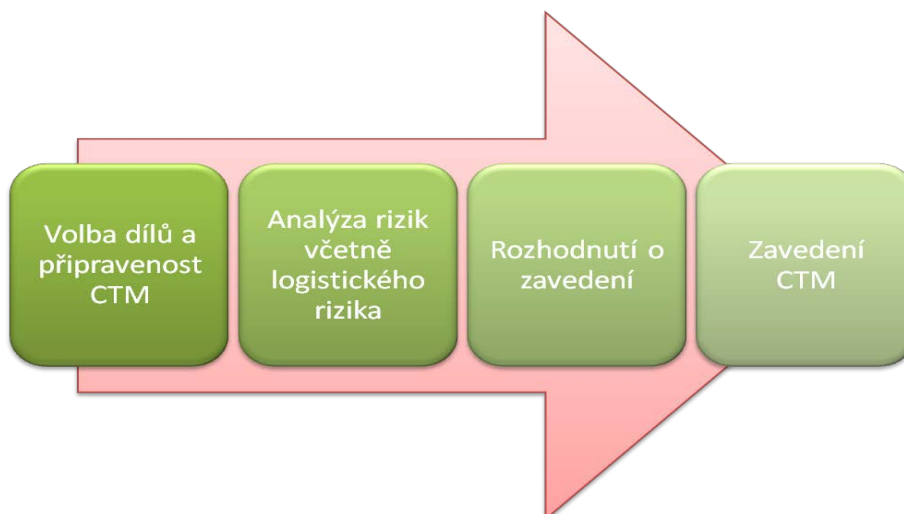 Volba dílů a
připravenost
CTM
Analýza rizik
včetně
logistického
rizika
Rozhodnutí o
zavedení
Zavedení
CTM